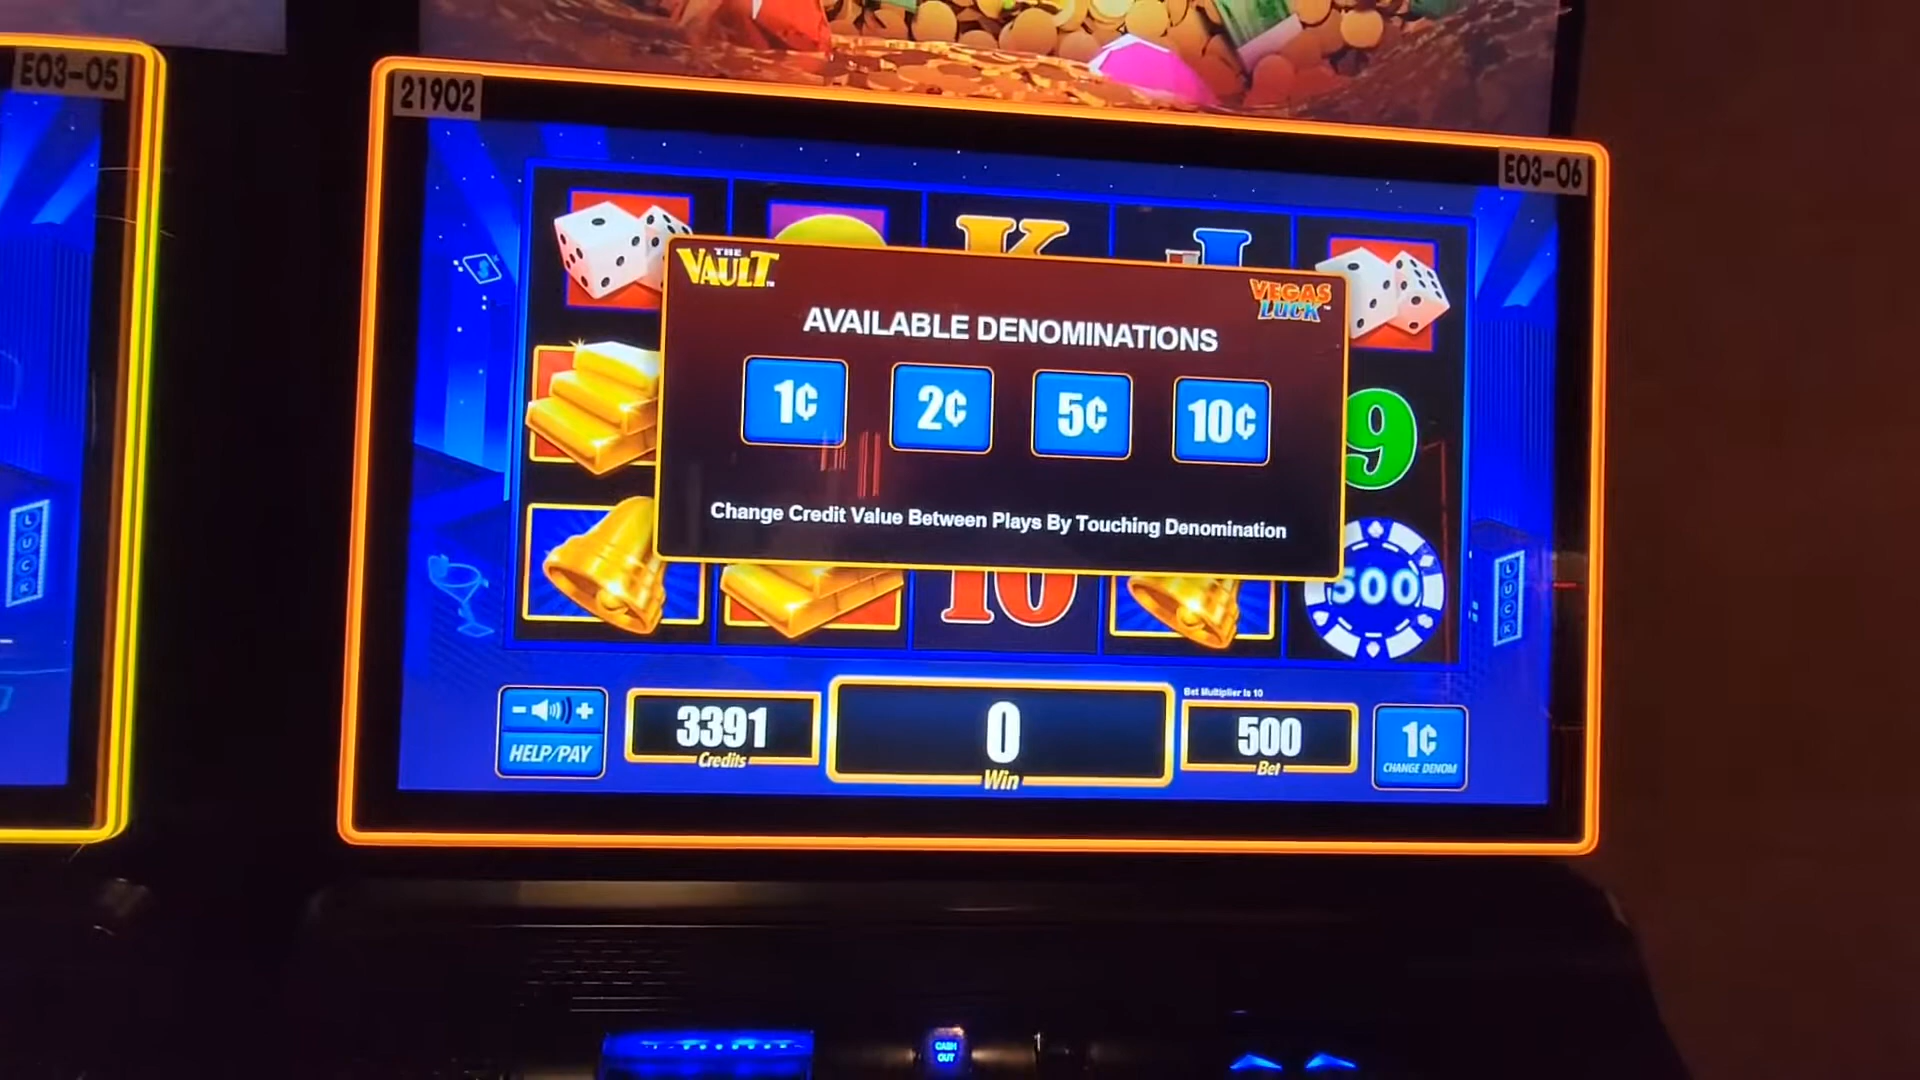 E03-05
21902
E03-06
K
THE
VAULT™
VEGAS
LUCK™
AVAILABLE DENOMINATIONS
1¢
2¢
5¢
10¢
9
Change Credit Value Between Plays By Touching Denomination
10
500
LUCK
LUCK
- +
HELP/PAY
3391
Credits
0
Win
Bet Multiplier is 10
500
Bet
1¢
CHANGE DENOM
CASH
OUT